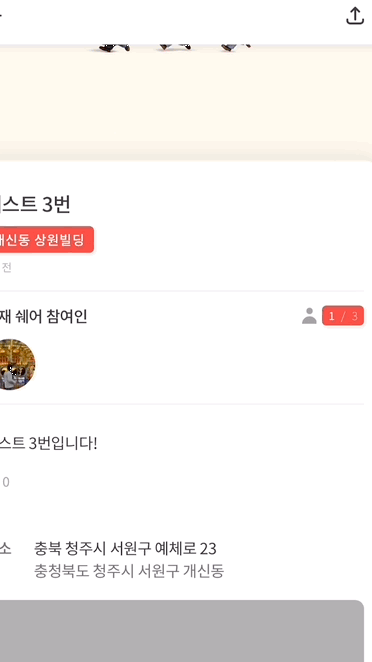 스트 3번
개신동 상원빌딩
전
재 쉐어 참여인
1 / 3
스트 3번입니다!
0
소 충북 청주시 서원구 예체로 23
충청북도 청주시 서원구 개신동